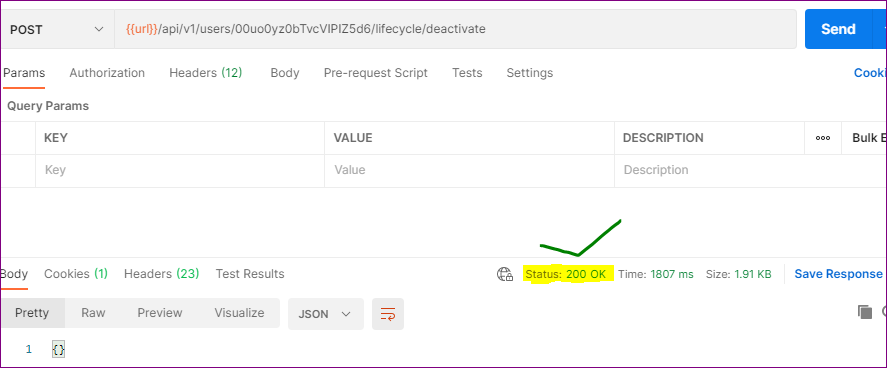 POST {{url}}/api/v1/users/00uo0yz0bTvcVIPIZ5d6/lifecycle/deactivate Send
Params Authorization Headers (12) Body Pre-request Script Tests Settings Cooki
Query Params
KEY VALUE DESCRIPTION ooo Bulk E
Key Value Description
Body Cookies (1) Headers (23) Test Results Status: 200 OK Time: 1807 ms Size: 1.91 KB Save Response
Pretty Raw Preview Visualize JSON
1 {}